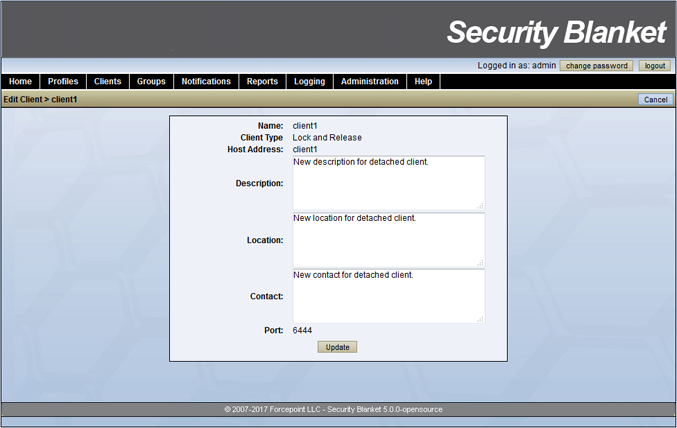 Security Blanket
Logged in as: admin change password logout
Home Profiles Clients Groups Notifications Reports Logging Administration Help
Edit Client > client1 Cancel
Name: client1
Client Type Lock and Release
Host Address: client1
New description for detached client.
Description:
New location for detached client.
Location:
New contact for detached client.
Contact:
Port: 6444
Update
© 2007-2017 Forcepoint LLC - Security Blanket 5.0.0-opensource